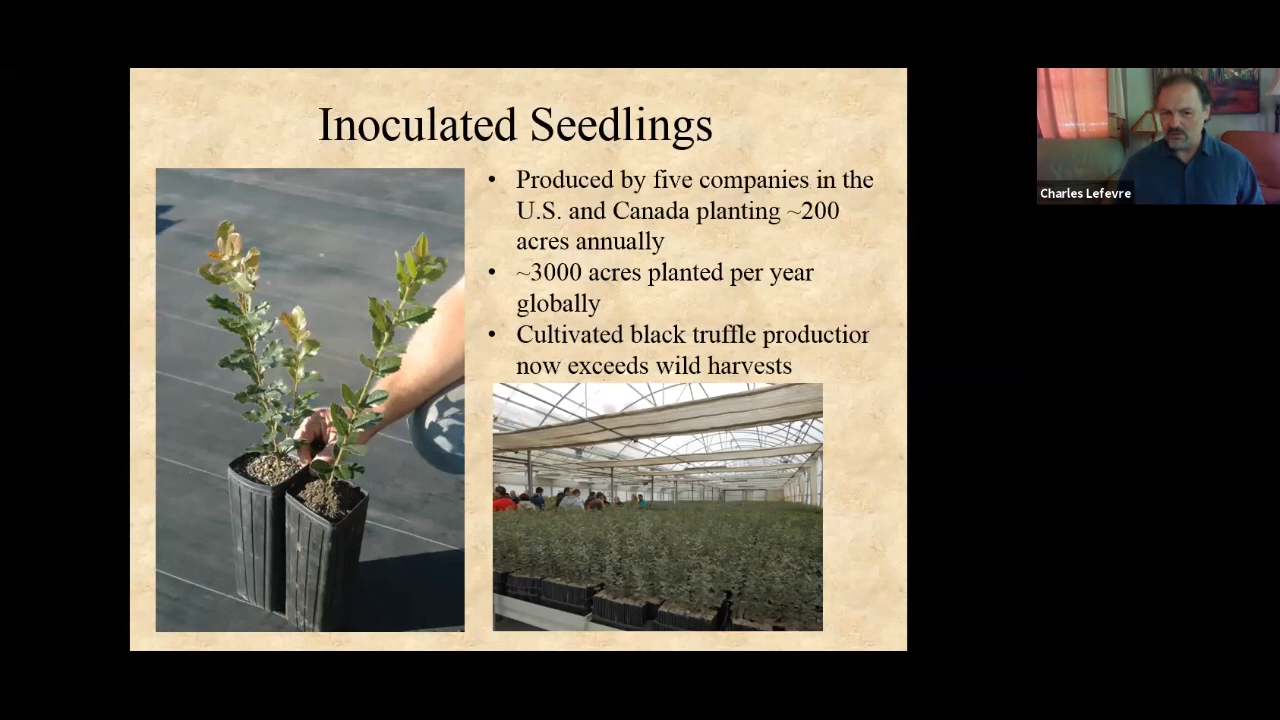 Inoculated Seedlings
• Produced by five companies in the
U.S. and Canada planting ~200
acres annually
• ~3000 acres planted per year
globally
• Cultivated black truffle production
now exceeds wild harvests
Charles Lefevre